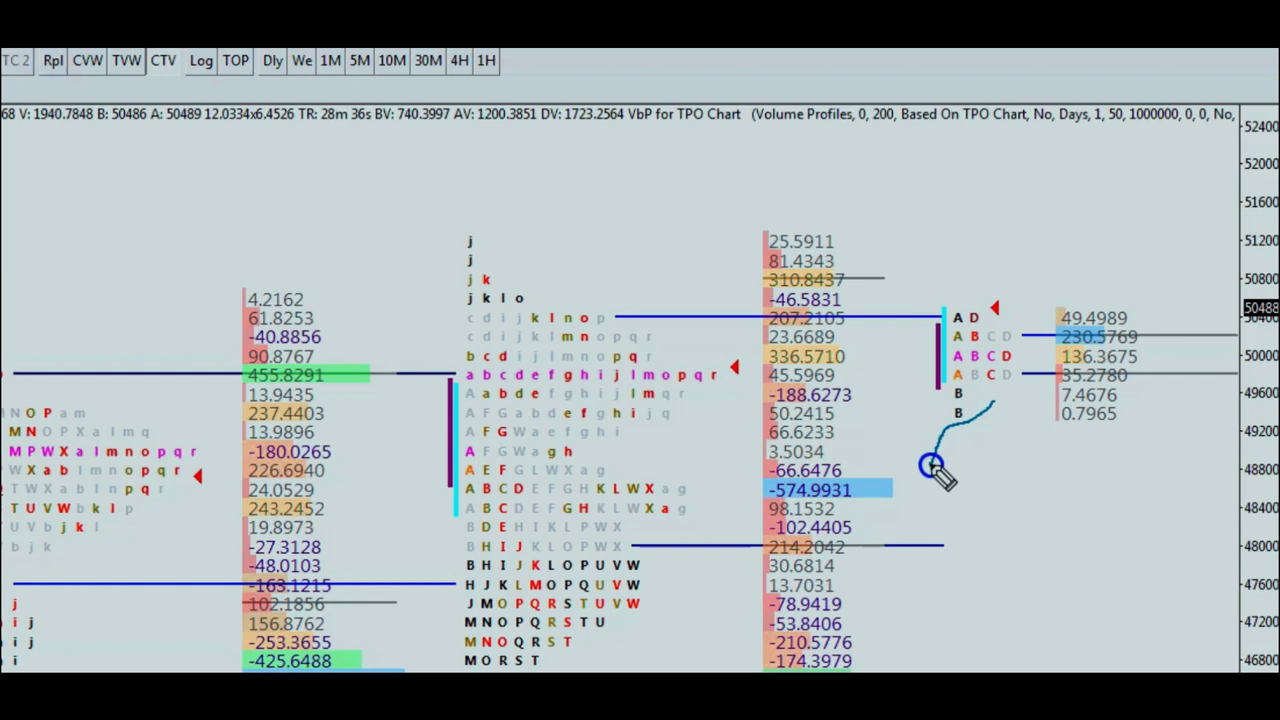 TC 2 Rpl CVW TVW CTV Log TOP Dly We 1M 5M 10M 30M 4H 1H
68 V: 1940.7848 B: 50486 A: 50489 12.0334x6.4526 TR: 28m 36s BV: 740.3997 AV: 1200.3851 DV: 1723.2564 VbP for TPO Chart (Volume Profiles, 0, 200, Based On TPO Chart, No, Days, 1, 50, 1000000, 0, 0, No,
52400
52000
51600
j 25.5911 51200
j 81.4343
j k 310.8437 50800
4.2162 j k l o -46.5831 50488
61.8253 c d i j k l n o p 207.2105 A D 49.4989 50400
-40.8856 c d i j k l m n o p q r 23.6689 A B C D 230.5769
90.8767 b c d i j l m n o p q r 336.5710 A B C D 136.3675 50000
455.8291 a b c d e f g h i j l m o p q r 45.5969 A B C D 35.2780
13.9455 A a b d e f g h i j l m q r -188.6273 B 7.4676 49600
N O P a m 237.4403 A F G a b d e f g h i j q 50.2415 B 0.7965
M N O P X a l m q 13.9896 A F G W a e f g h i 66.6233 49200
M P W X a l m n o p q r -180.0265 A F G W a g h 3.5034
W X a b l m n o p q r 226.6940 A E F G L W X a g -66.6476 48800
T W X a b l n p q r 24.0529 A B C D E F G H K L W X a g -574.9931
T U V W b k l p 243.2452 A B C D E F G H K L W X a g 98.1532 48400
U V b j k l 19.8973 B D E H I K L P W X -102.4405
b j k -27.3128 B H I J K L O P W X 214.2042 48000
-48.0103 B H I J K L O P U V W 30.6814
-163.1215 H J K L M O P Q U V W 13.7031 47600
j 102.1856 J M O P Q R S T U V W -78.9419
i j 156.8762 M N O P Q R S T U -53.8406 47200
i j -253.3655 M N O Q R S T -210.5776
i -425.6488 M O R S T -174.3979 46800